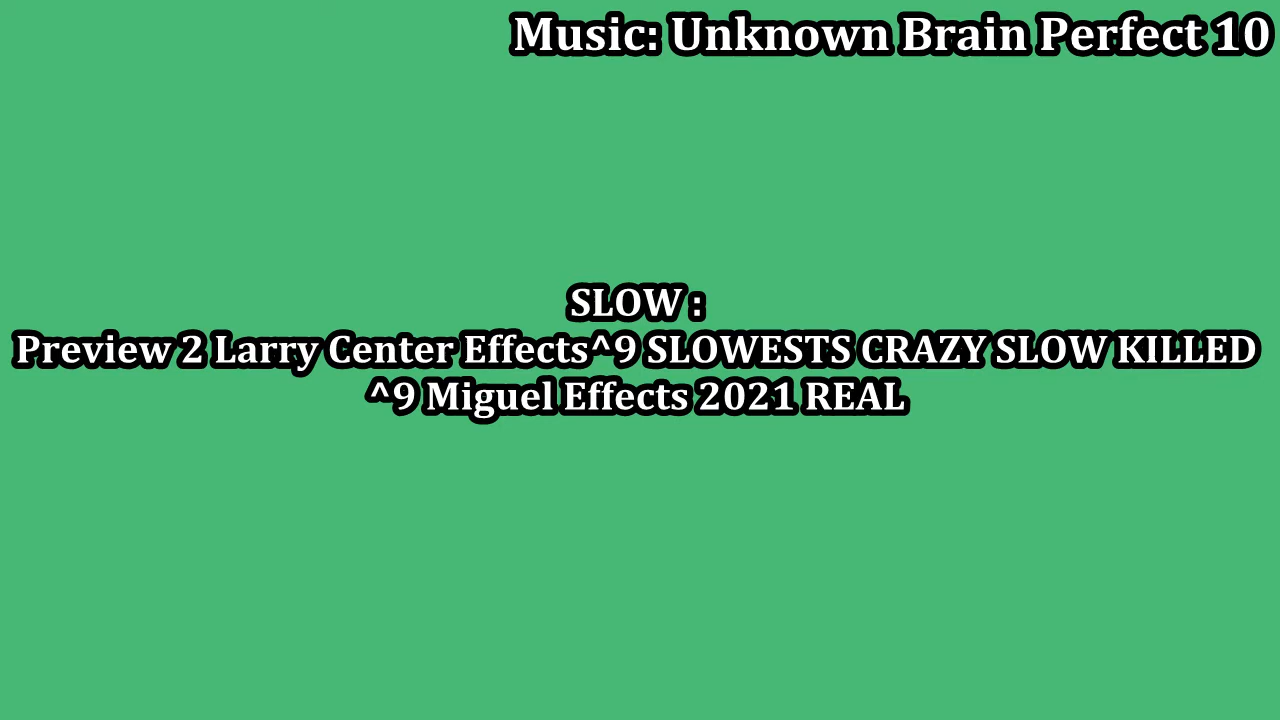 Music: Unknown Brain Perfect 10
SLOW :
Preview 2 Larry Center Effects^9 SLOWESTS CRAZY SLOW KILLED
^9 Miguel Effects 2021 REAL